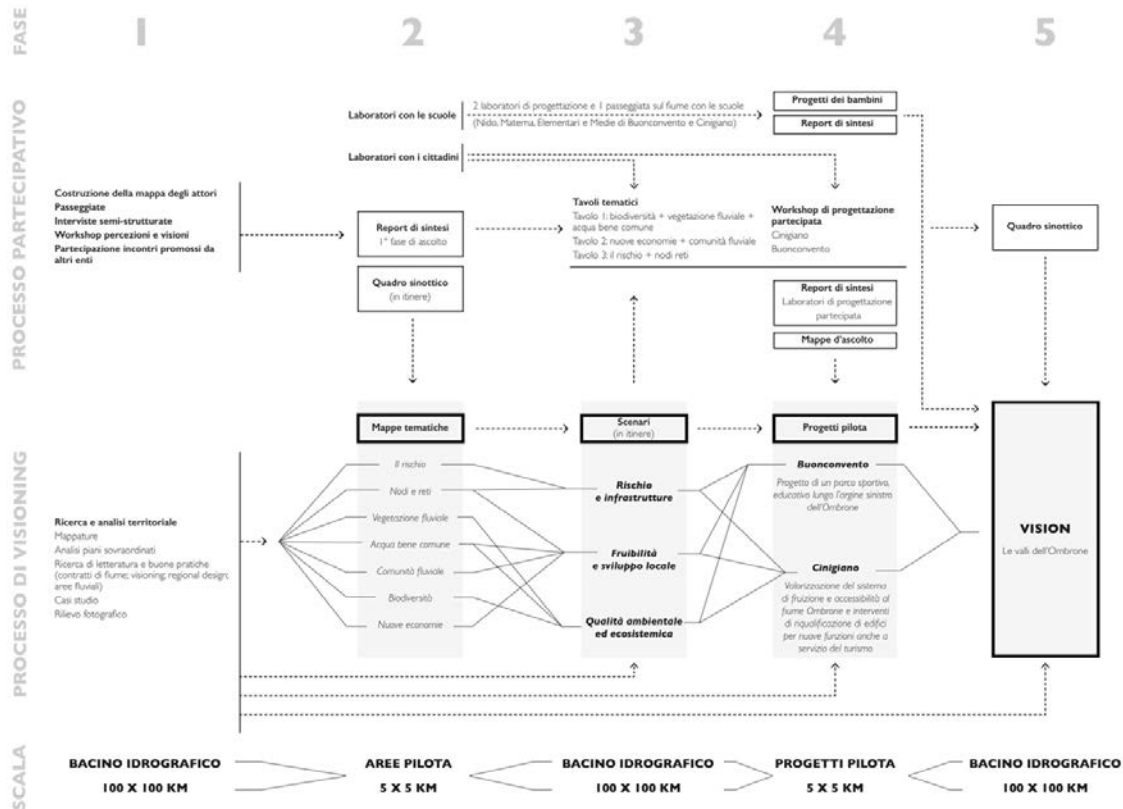 FASE
1
2
3
4
5
PROCESSO PARTECIPATIVO
Laboratori con le scuole
2 laboratori di progettazione e 1 passeggiata sul fiume con le scuole
(Nido, Materna, Elementari e Medie di Buonconvento e Cinigiano)
Progetti dei bambini
Report di sintesi
Laboratori con i cittadini
Costruzione della mappa degli attori
Passeggiate
Interviste semi-strutturate
Workshop percezioni e visioni
Partecipazione incontri promossi da
altri enti
Report di sintesi
1° fase di ascolto
Quadro sinottico
(in itinere)
Tavoli tematici
Tavolo 1: biodiversità + vegetazione fluviale +
acqua bene comune
Tavolo 2: nuove economie + comunità fluviale
Tavolo 3: il rischio + nodi reti
Workshop di progettazione
partecipata
Cinigiano
Buonconvento
Report di sintesi
Laboratori di progettazione
partecipata
Mappe d'ascolto
Quadro sinottico
PROCESSO DI VISIONING
Ricerca e analisi territoriale
Mappature
Analisi piani sovraordinati
Ricerca di letteratura e buone pratiche
(contratti di fiume; visioning; regional design;
aree fluviali)
Casi studio
Rilievo fotografico
Mappe tematiche
Il rischio
Nodi e reti
Vegetazione fluviale
Acqua bene comune
Comunità fluviale
Biodiversità
Nuove economie
Scenari
(in itinere)
Rischio
e infrastrutture
Fruibilità
e sviluppo locale
Qualità ambientale
ed ecosistemica
Progetti pilota
Buonconvento
Progetto di un parco sportivo,
educativo lungo l'argine sinistro
dell'Ombrone
Cinigiano
Valorizzazione del sistema
di fruizione e accessibilità al
fiume Ombrone e interventi
di riqualificazione di edifici
per nuove funzioni anche a
servizio del turismo
VISION
Le valli dell'Ombrone
SCALA
BACINO IDROGRAFICO
100 X 100 KM
AREE PILOTA
5 X 5 KM
BACINO IDROGRAFICO
100 X 100 KM
PROGETTI PILOTA
5 X 5 KM
BACINO IDROGRAFICO
100 X 100 KM